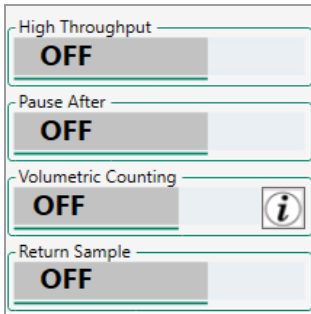 High Throughput
OFF
Pause After
OFF
Volumetric Counting
OFF
i
Return Sample
OFF